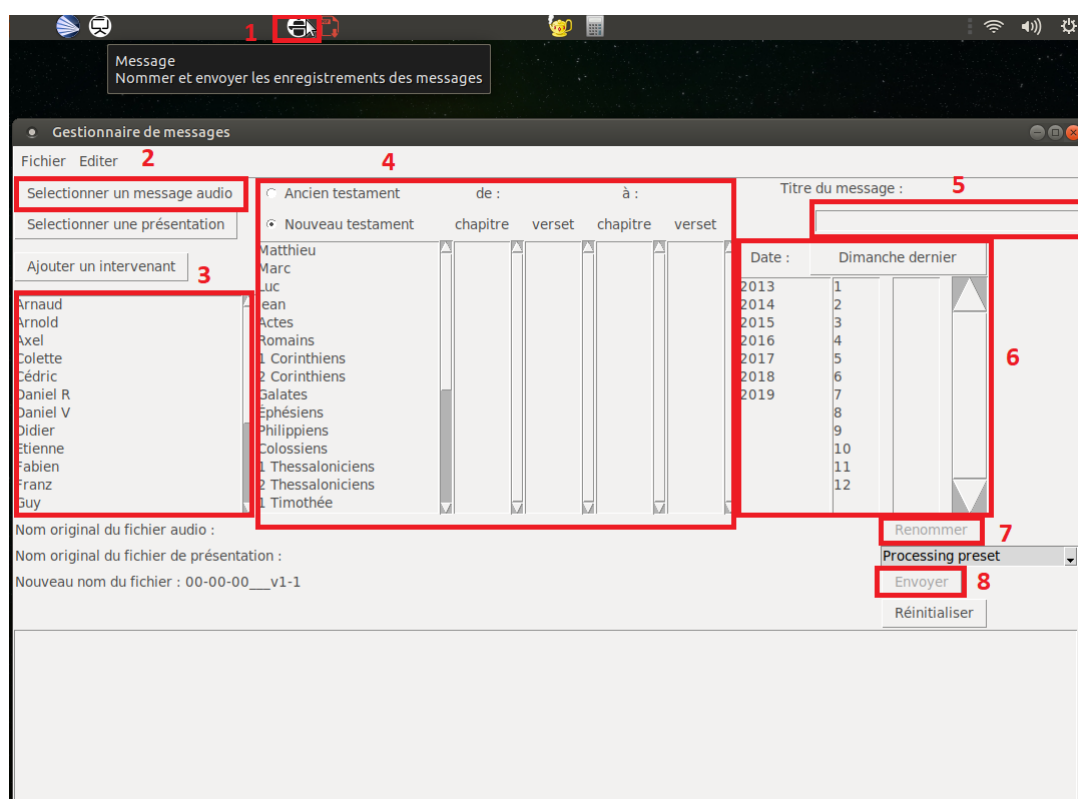 1
Message
Nommer et envoyer les enregistrements des messages
Gestionnaire de messages
Fichier Editer 2 4
Selectionner un message audio
Selectionner une présentation
Ajouter un intervenant 3
Arnaud
Arnold
Axel
Colette
Cédric
Daniel R
Daniel V
Didier
Etienne
Fabien
Franz
Guy
Ancien testament de : à :
Nouveau testament chapitre verset chapitre verset
Matthieu
Marc
Luc
Jean
Actes
Romains
1 Corinthiens
2 Corinthiens
Galates
Éphésiens
Philippiens
Colossiens
1 Thessaloniciens
2 Thessaloniciens
1 Timothée
Titre du message : 5
Date : Dimanche dernier
2013 1
2014 2
2015 3
2016 4
2017 5 6
2018 6
2019 7
8
9
10
11
12
Nom original du fichier audio :
Nom original du fichier de présentation :
Nouveau nom du fichier : 00-00-00___v1-1
Renommer 7
Processing preset
Envoyer 8
Réinitialiser